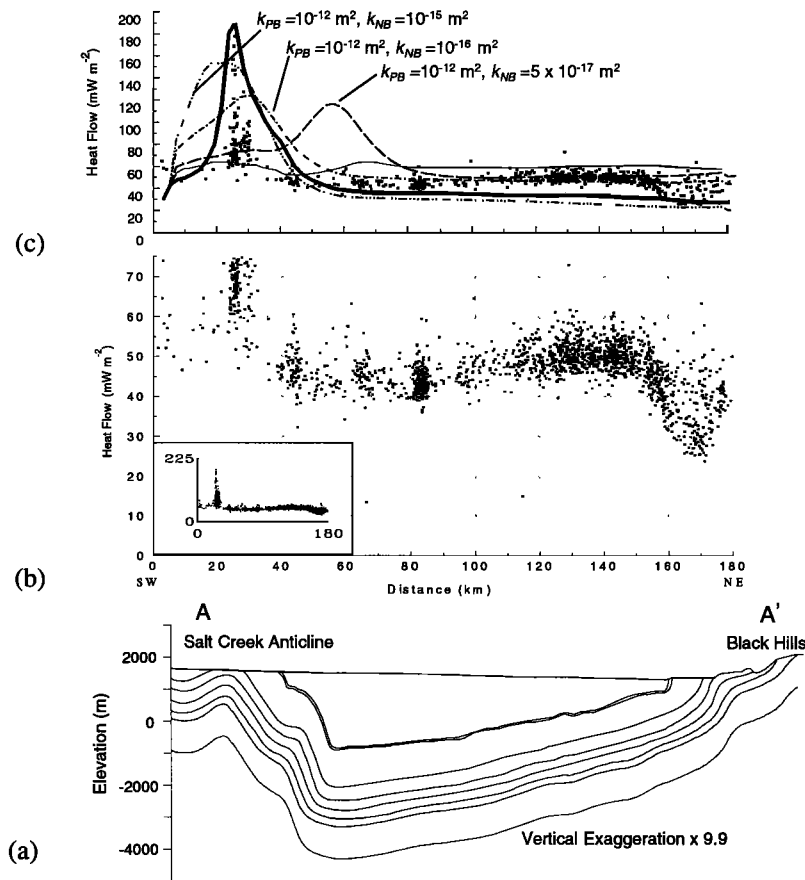 k_PB = 10^-12 m², k_NB = 10^-15 m²
k_PB = 10^-12 m², k_NB = 10^-16 m²
k_PB = 10^-12 m², k_NB = 5 x 10^-17 m²
200
180
160
140
120
100
80
60
40
20
0
Heat Flow (mW m⁻²)
(c)
70
60
50
40
30
20
10
0
Heat Flow (mW m⁻²)
225
0
0
180
(b)
0
20
40
60
80
100
120
140
160
180
SW
Distance (km)
NE
A
A'
Salt Creek Anticline
Black Hills
2000
0
-2000
-4000
Elevation (m)
Vertical Exaggeration x 9.9
(a)